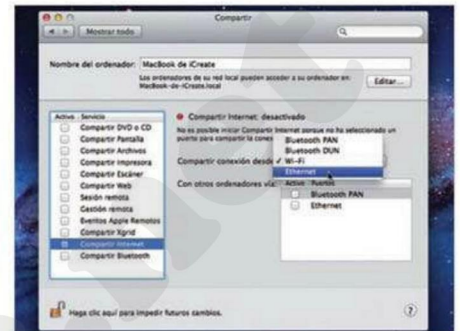 Compartir
Mostrar todo
Nombre del ordenador: MacBook de iCreate
Los ordenadores de su red local pueden acceder a su ordenador en:
MacBook-de-iCreate.local
Editar...
Activo Servicio
Compartir DVD o CD
Compartir Pantalla
Compartir Archivos
Compartir Impresora
Compartir Escáner
Compartir Web
Sesión remota
Gestión remota
Eventos Apple Remotos
Compartir Xgrid
Compartir Internet
Compartir Bluetooth
Compartir Internet: desactivado
No es posible iniciar Compartir Internet porque no ha seleccionado un
puerto para compartir la
Compartir conexión desde
Bluetooth PAN
Bluetooth DUN
✓ Wi-Fi
Ethernet
Con otros ordenadores vía:
Activo Puertos
Bluetooth PAN
Ethernet
Haga clic aquí para impedir futuros cambios.
?